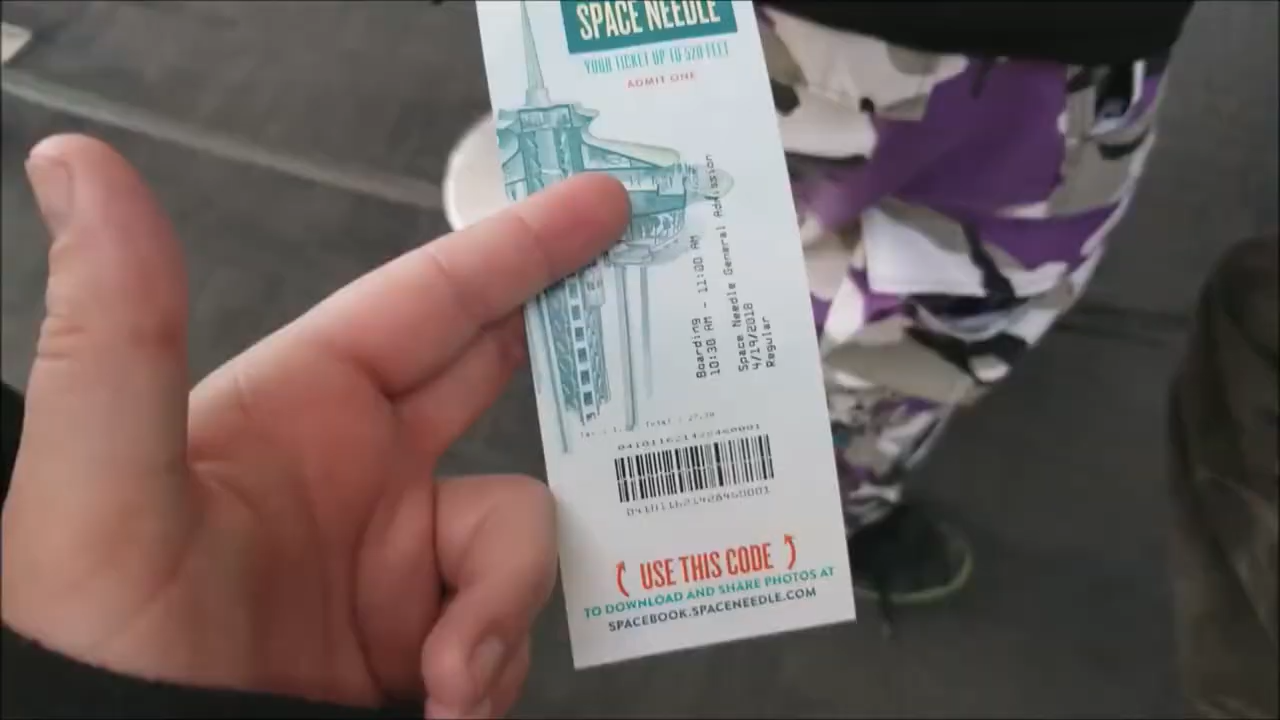 SPACE NEEDLE
YOUR TICKET UP TO 520 FEET
ADMIT ONE
Boarding
10:30 AM - 11:00 AM
Space Needle General Admission
4/19/2018
Regular
USE THIS CODE
TO DOWNLOAD AND SHARE PHOTOS AT
SPACEBOOK.SPACENEEDLE.COM